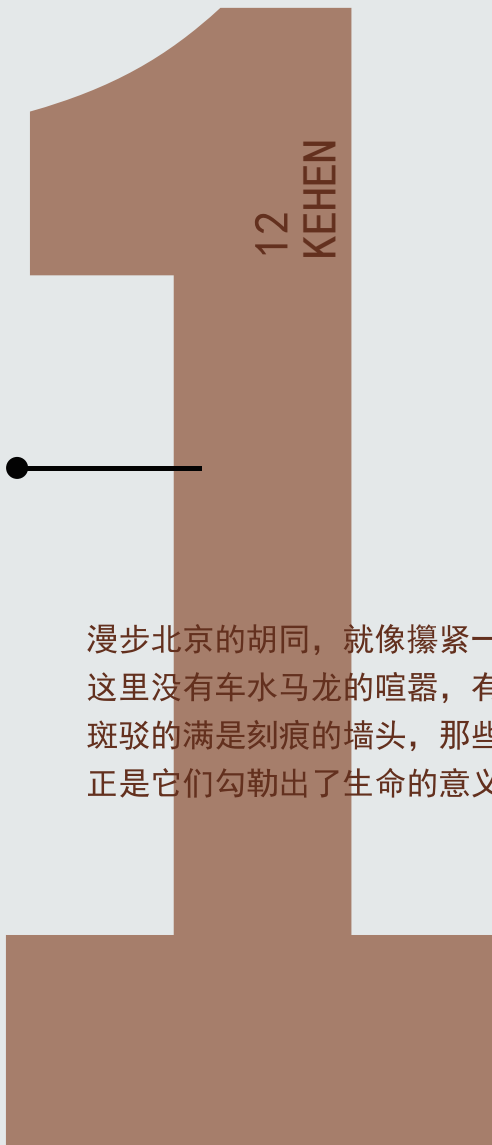 1
12
KEHEN
漫步北京的胡同，就像攥紧一
这里没有车水马龙的喧嚣，有
斑驳的满是刻痕的墙头，那些
正是它们勾勒出了生命的意义